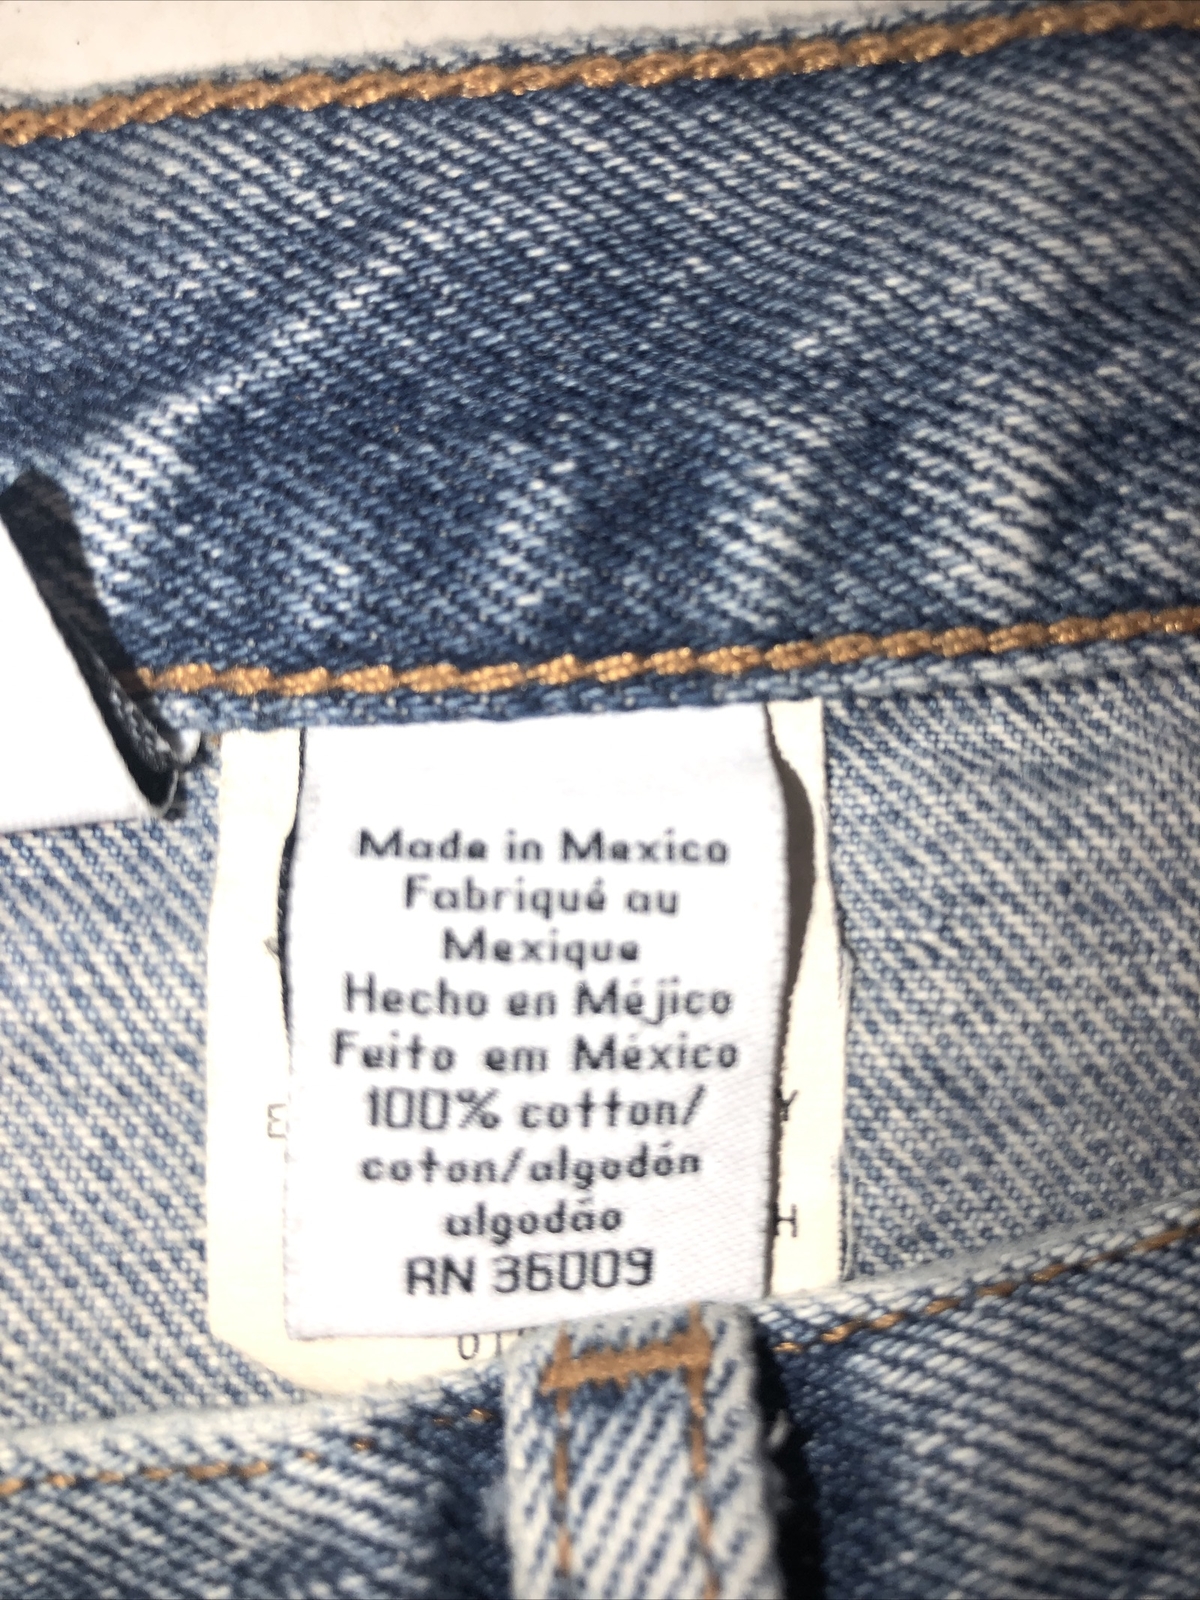 Made in Mexico
Fabriqué au
Mexique
Hecho en Méjico
Feito em México
100% cotton/
coton/algodón
algodão
RN 36009